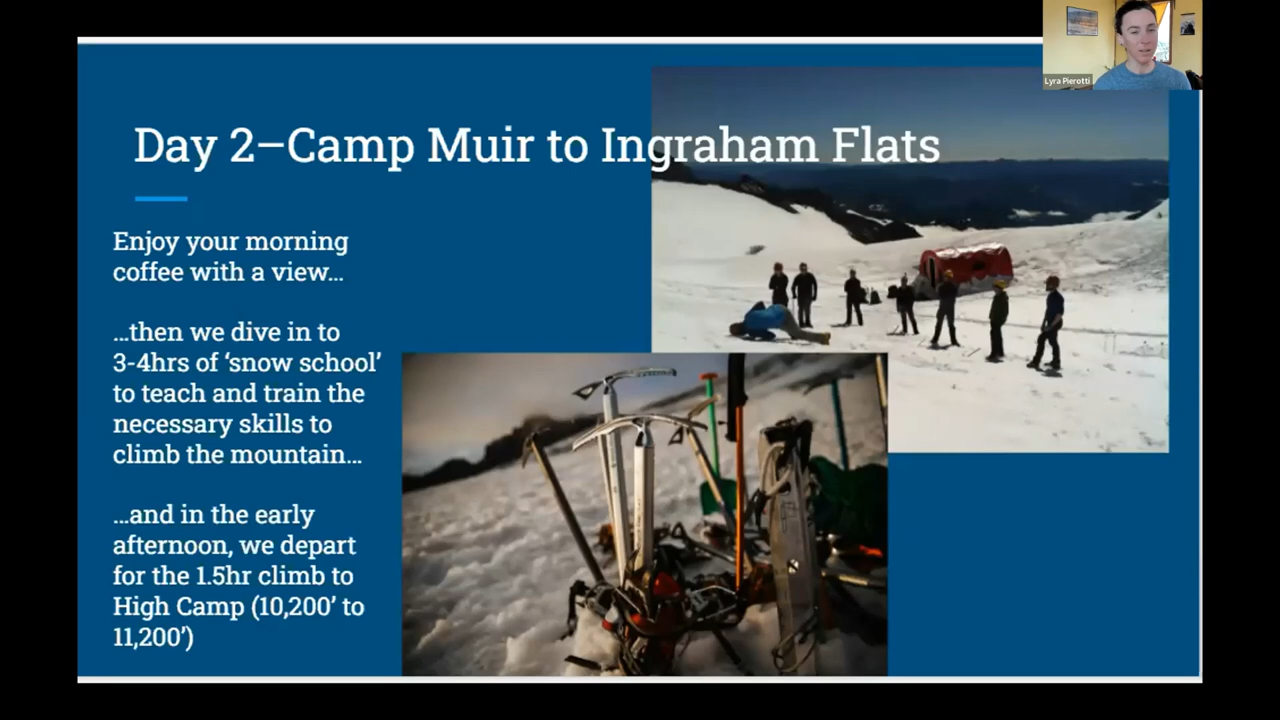 Lyra Pierotti
Day 2–Camp Muir to Ingraham Flats
Enjoy your morning
coffee with a view...
...then we dive in to
3-4hrs of ‘snow school’
to teach and train the
necessary skills to
climb the mountain...
...and in the early
afternoon, we depart
for the 1.5hr climb to
High Camp (10,200’ to
11,200’)